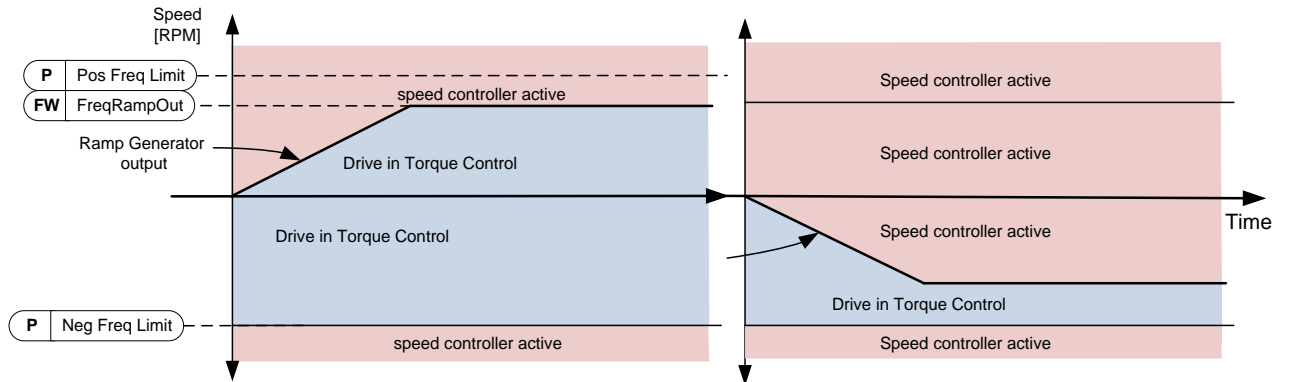 Speed
[RPM]
P Pos Freq Limit
FW FreqRampOut
speed controller active
Ramp Generator
output
Drive in Torque Control
Drive in Torque Control
P Neg Freq Limit
speed controller active
Speed controller active
Speed controller active
Speed controller active
Time
Drive in Torque Control
Speed controller active